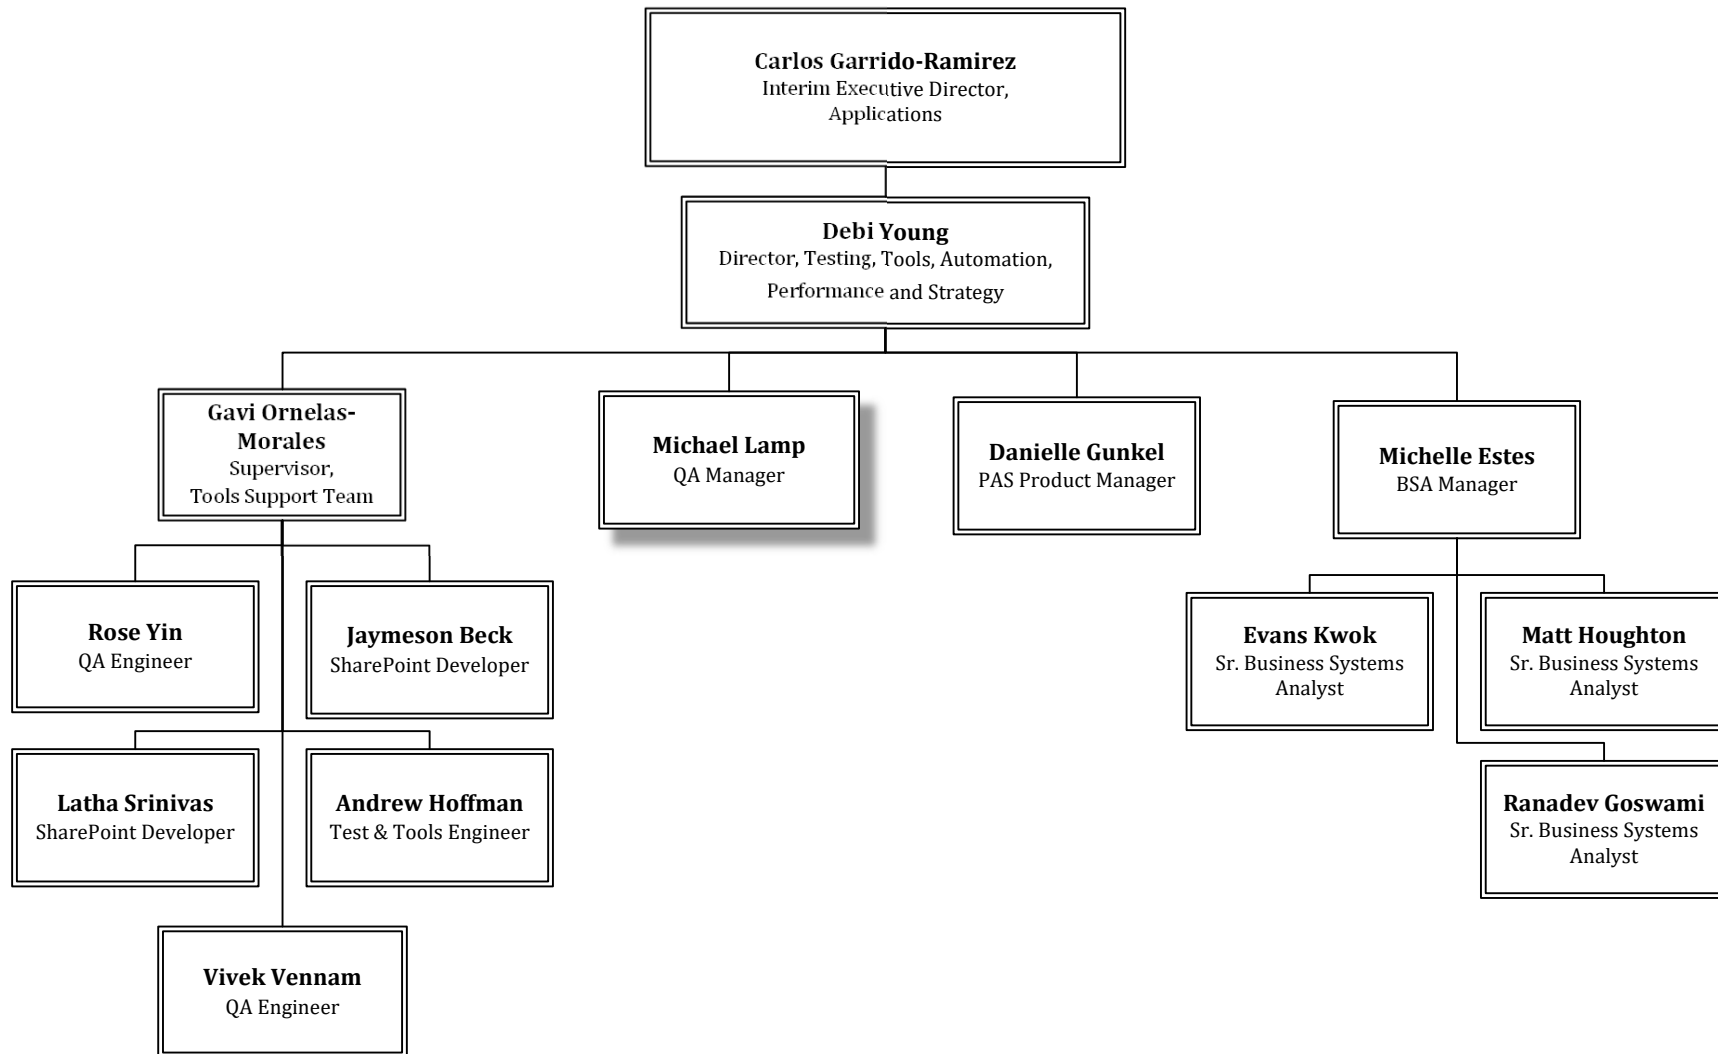 Carlos Garrido-Ramirez
Interim Executive Director,
Applications
Debi Young
Director, Testing, Tools, Automation,
Performance and Strategy
Gavi Ornelas-
Morales
Supervisor,
Tools Support Team
Michael Lamp
QA Manager
Danielle Gunkel
PAS Product Manager
Michelle Estes
BSA Manager
Rose Yin
QA Engineer
Jaymeson Beck
SharePoint Developer
Evans Kwok
Sr. Business Systems
Analyst
Matt Houghton
Sr. Business Systems
Analyst
Latha Srinivas
SharePoint Developer
Andrew Hoffman
Test & Tools Engineer
Ranadev Goswami
Sr. Business Systems
Analyst
Vivek Vennam
QA Engineer